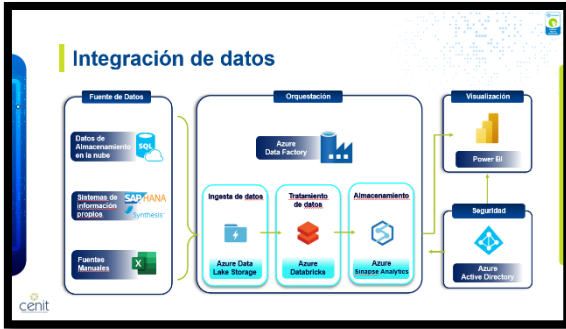 Integración de datos
Fuente de Datos
Datos de
Almacenamiento
en la nube
SQL
Sistemas de
información
propios
SAP HANA
Synthesis
Fuentes
Manuales
X
Orquestación
Azure
Data Factory
Ingesta de datos
Azure Data
Lake Storage
Tratamiento
de datos
Azure
Databricks
Almacenamiento
Azure
Sinapse Analytics
Visualización
Power BI
Seguridad
Azure
Active Directory
cenit